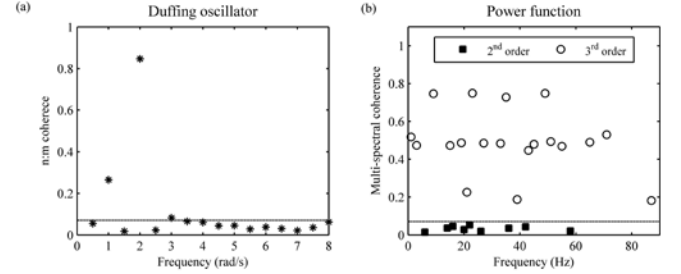 (a)
Duffing oscillator
n:m coherece
1
0.8
0.6
0.4
0.2
0
0 1 2 3 4 5 6 7 8
Frequency (rad/s)
(b)
Power function
2nd order 3rd order
Multi-spectral coherence
1
0.8
0.6
0.4
0.2
0
0 20 40 60 80
Frequency (Hz)